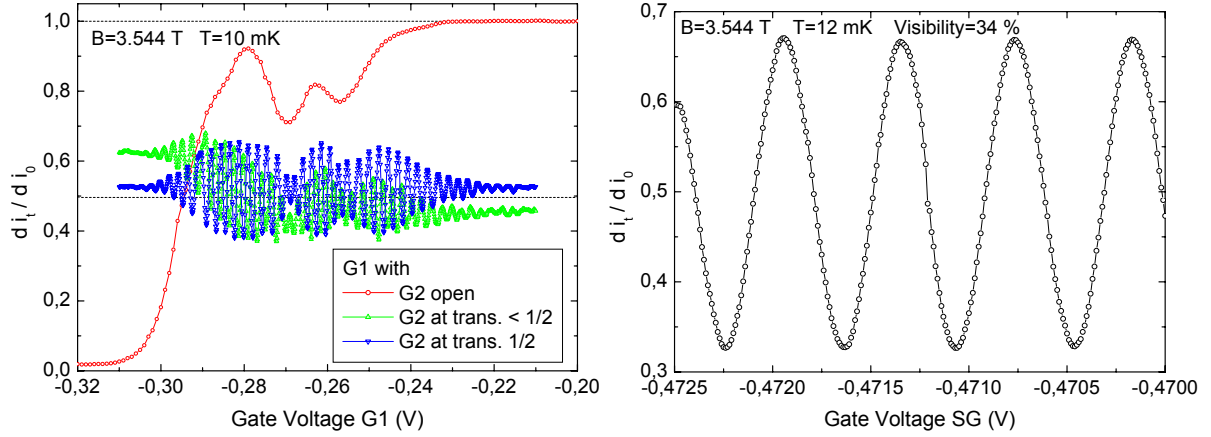 B=3.544 T T=10 mK
1,0
0,8
0,6
0,4
0,2
0,0
d i_t / d i_0
G1 with
G2 open
G2 at trans. < 1/2
G2 at trans. 1/2
-0,32 -0,30 -0,28 -0,26 -0,24 -0,22 -0,20
Gate Voltage G1 (V)
B=3.544 T T=12 mK Visibility=34 %
0,7
0,6
0,5
0,4
0,3
d i_t / d i_0
-0,4725 -0,4720 -0,4715 -0,4710 -0,4705 -0,4700
Gate Voltage SG (V)